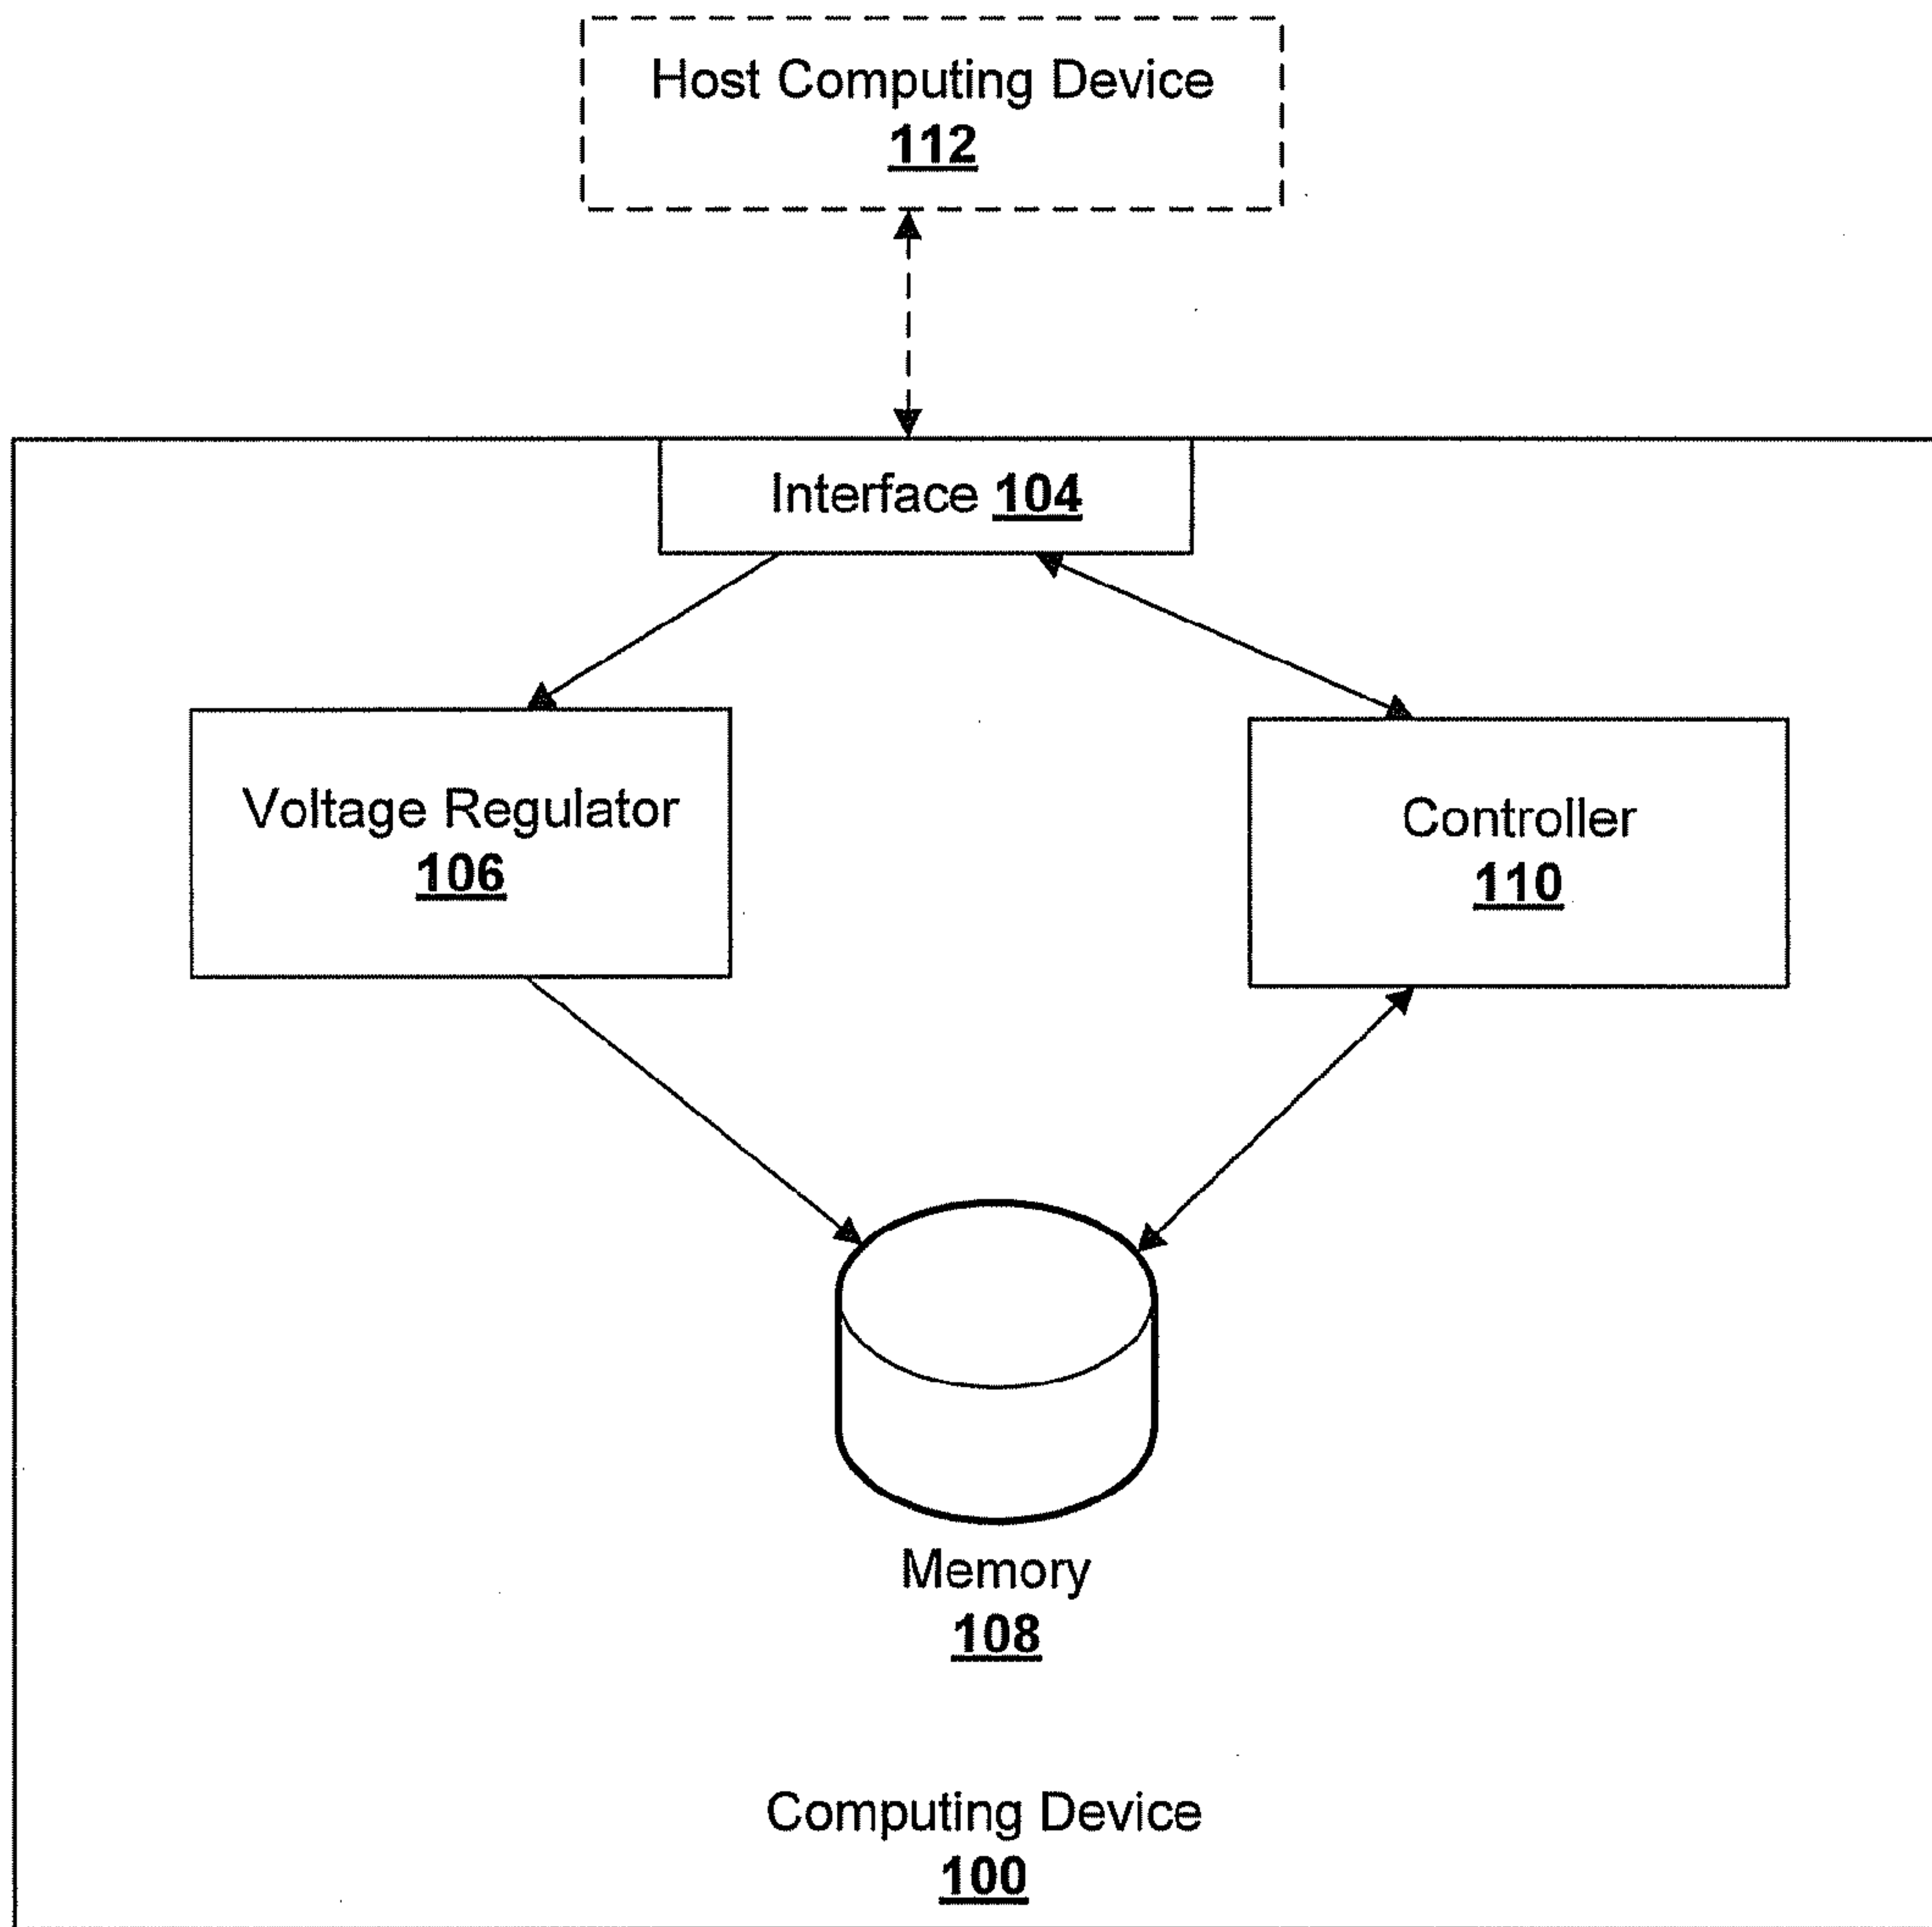 Host Computing Device
112
Interface 104
Voltage Regulator
106
Controller
110
Memory
108
Computing Device
100